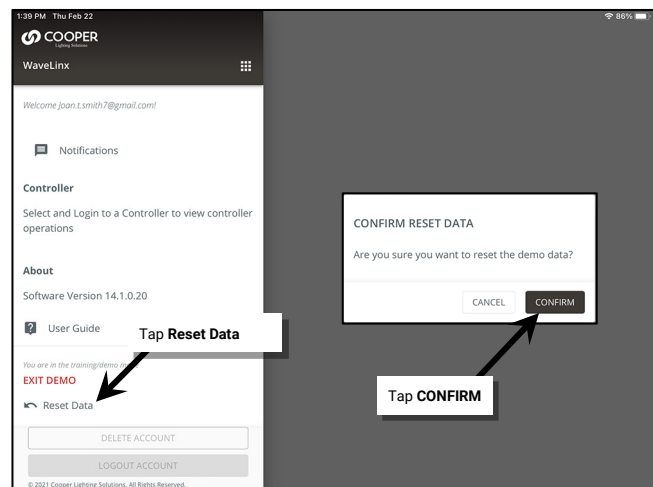 1:39 PM Thu Feb 22
86%
COOPER
Lighting Solutions
WaveLinx
Welcome Joan.t.smith7@gmail.com!
Notifications
Controller
Select and Login to a Controller to view controller
operations
About
Software Version 14.1.0.20
User Guide
Tap Reset Data
You are in the training/demo m
EXIT DEMO
Reset Data
DELETE ACCOUNT
LOGOUT ACCOUNT
© 2021 Cooper Lighting Solutions. All Rights Reserved.
CONFIRM RESET DATA
Are you sure you want to reset the demo data?
CANCEL
CONFIRM
Tap CONFIRM